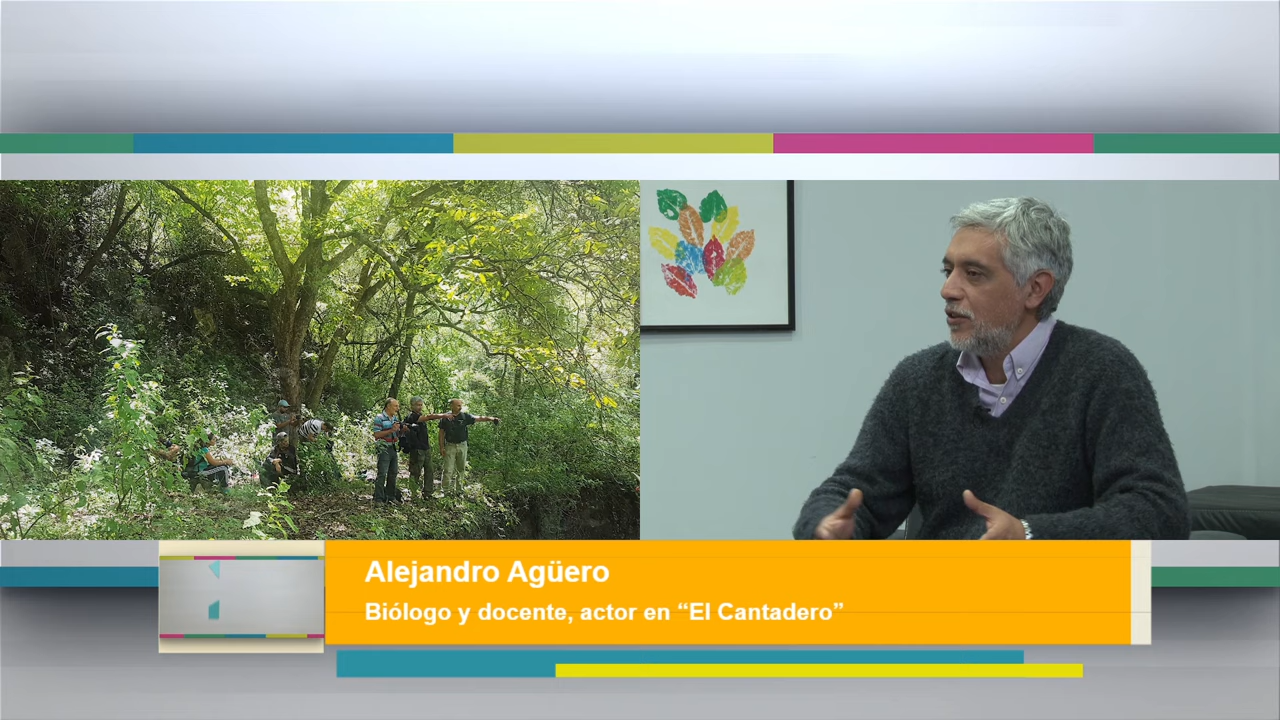 Alejandro Agüero
Biólogo y docente, actor en “El Cantadero”